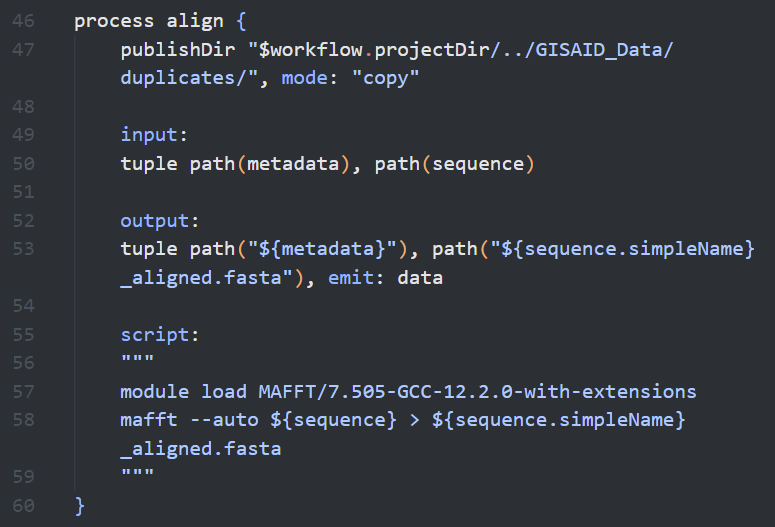 46 process align {
47 publishDir "$workflow.projectDir/../GISAID_Data/
duplicates/", mode: "copy"
48
49 input:
50 tuple path(metadata), path(sequence)
51
52 output:
53 tuple path("${metadata}"), path("${sequence.simpleName}
_aligned.fasta"), emit: data
54
55 script:
56 """
57 module load MAFFT/7.505-GCC-12.2.0-with-extensions
58 mafft --auto ${sequence} > ${sequence.simpleName}
_aligned.fasta
59 """
60 }